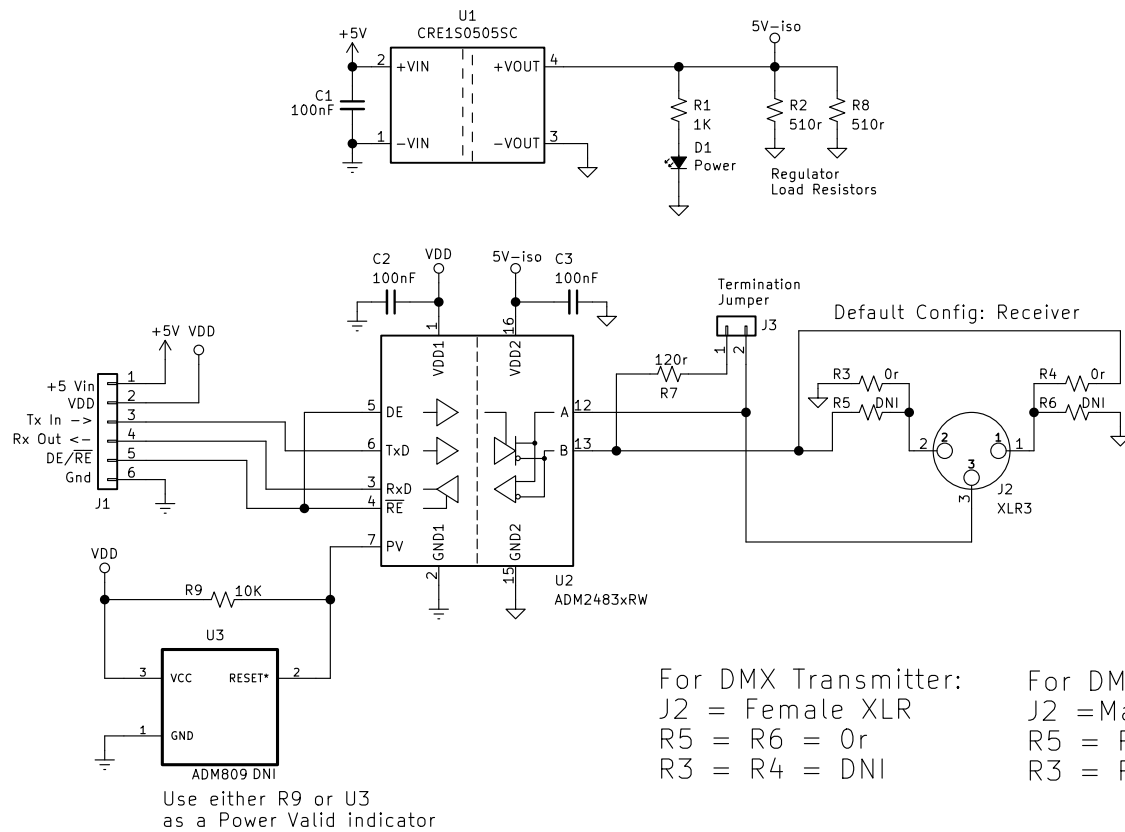 U1
CRE1S0505SC
+5V
2
+VIN
+VOUT
4
5V-iso
C1
100nF
1
-VIN
-VOUT
3
R1
1K
D1
Power
R2
510r
R8
510r
Regulator
Load Resistors
C2
100nF
VDD
5V-iso
C3
100nF
1
VDD1
16
VDD2
Termination
Jumper
J3
1
2
120r
R7
Default Config: Receiver
+5V VDD
+5 Vin
1
VDD
2
Tx In ->
3
Rx Out <-
4
DE/RE
5
Gnd
6
J1
5
DE
6
TxD
3
RxD
4
RE
7
PV
A
12
B
13
2
GND1
15
GND2
U2
ADM2483xRW
R3
0r
R5
DNI
R4
0r
R6
DNI
2
2
1
1
3
3
J2
XLR3
VDD
R9
10K
U3
3
VCC
RESET*
2
1
GND
ADM809 DNI
Use either R9 or U3
as a Power Valid indicator
For DMX Transmitter:
J2 = Female XLR
R5 = R6 = 0r
R3 = R4 = DNI
For DM
J2 =Ma
R5 =
R3 =